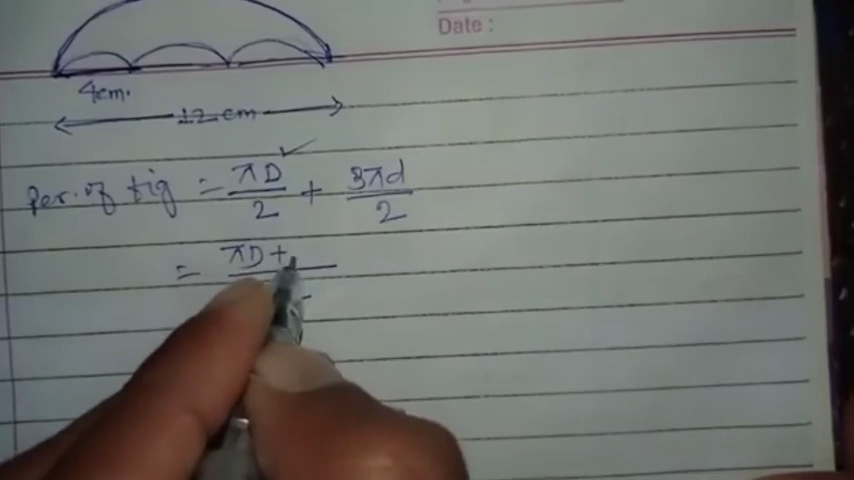 Date :
4cm.
12 cm
Per. of fig = πD/2 + 3πd/2
= πD +